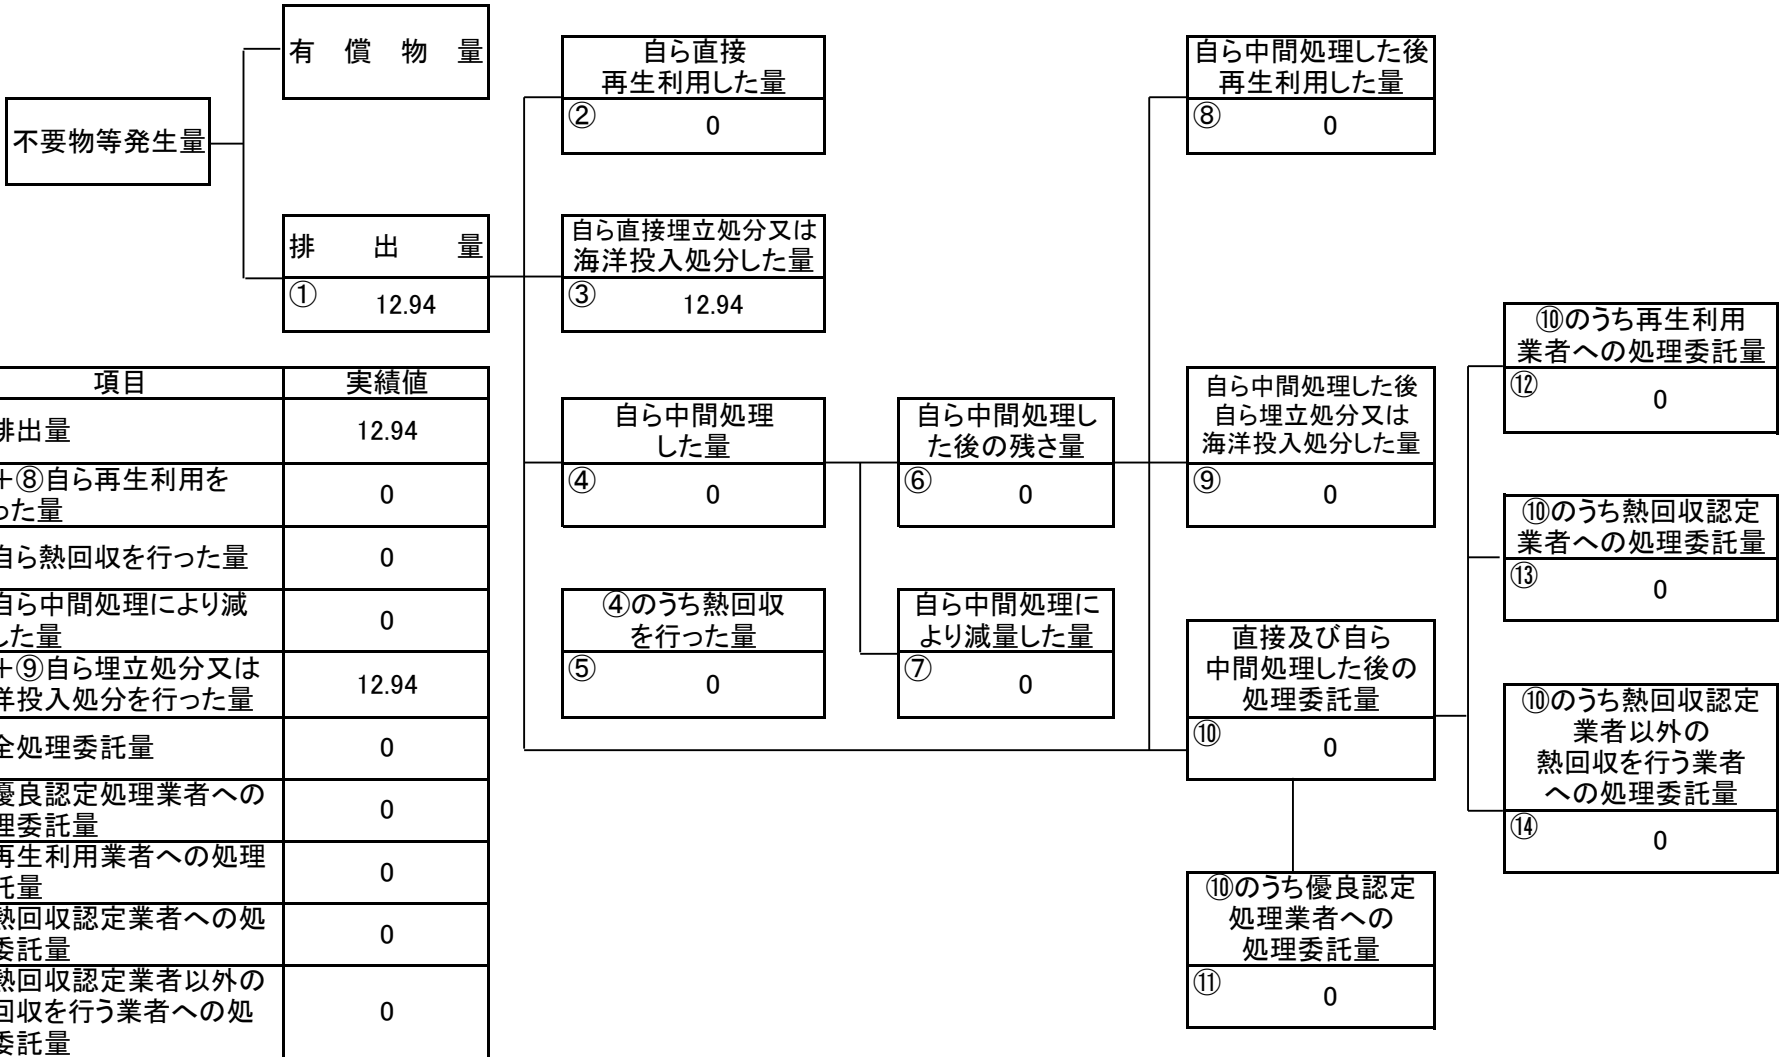 有 償 物 量
不要物等発生量
排 出 量
① 12.94
自ら直接
再生利用した量
② 0
自ら直接埋立処分又は
海洋投入処分した量
③ 12.94
自ら中間処理
した量
④ 0
④のうち熱回収
を行った量
⑤ 0
自ら中間処理し
た後の残さ量
⑥ 0
自ら中間処理に
より減量した量
⑦ 0
自ら中間処理した後
再生利用した量
⑧ 0
自ら中間処理した後
自ら埋立処分又は
海洋投入処分した量
⑨ 0
直接及び自ら
中間処理した後の
処理委託量
⑩ 0
⑩のうち優良認定
処理業者への
処理委託量
⑪ 0
⑩のうち再生利用
業者への処理委託量
⑫ 0
⑩のうち熱回収認定
業者への処理委託量
⑬ 0
⑩のうち熱回収認定
業者以外の
熱回収を行う業者
への処理委託量
⑭ 0
項目 実績値
排出量 12.94
+⑧自ら再生利用を
った量 0
自ら熱回収を行った量 0
自ら中間処理により減
した量 0
+⑨自ら埋立処分又は
洋投入処分を行った量 12.94
全処理委託量 0
優良認定処理業者への
理委託量 0
再生利用業者への処理
託量 0
熱回収認定業者への処
委託量 0
熱回収認定業者以外の
回収を行う業者への処
委託量 0